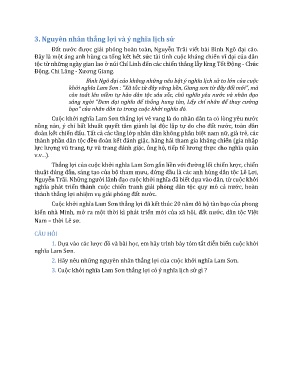 3. Nguyên nhân thắng lợi và ý nghĩa lịch sử
Đất nước được giải phóng hoàn toàn, Nguyễn Trãi viết bài Bình Ngô đại cáo.
Đây là một áng anh hùng ca tổng kết hết sức tài tình cuộc kháng chiến vĩ đại của dân
tộc từ những ngày gian lao ở núi Chí Linh đến các chiến thắng lẫy lừng Tốt Động - Chúc
Động, Chi Lăng - Xương Giang.
Bình Ngô đại cáo không những nêu bật ý nghĩa lịch sử to lớn của cuộc
khởi nghĩa Lam Sơn : "Xã tắc từ đây vững bền, Giang sơn từ đây đổi mới", mà
còn toát lên niềm tự hào dân tộc sâu sắc, chủ nghĩa yêu nước và nhân đạo
sáng ngời "Đem đại nghĩa để thắng hung tàn, Lấy chí nhân để thay cường
bạo" của nhân dân ta trong cuộc khởi nghĩa đó.
Cuộc khởi nghĩa Lam Sơn thắng lợi vẻ vang là do nhân dân ta có lòng yêu nước
nồng nàn, ý chí bất khuất quyết tâm giành lại độc lập tự do cho đất nước, toàn dân
đoàn kết chiến đấu. Tất cả các tầng lớp nhân dân không phân biệt nam nữ, già trẻ, các
thành phần dân tộc đều đoàn kết đánh giặc, hăng hái tham gia kháng chiến (gia nhập
lực lượng vũ trang, tự vũ trang đánh giặc, ủng hộ, tiếp tế lương thực cho nghĩa quân
v.v...).
Thắng lợi của cuộc khởi nghĩa Lam Sơn gắn liền với đường lối chiến lược, chiến
thuật đúng đắn, sáng tạo của bộ tham mưu, đứng đầu là các anh hùng dân tộc Lê Lợi,
Nguyễn Trãi. Những người lãnh đạo cuộc khởi nghĩa đã biết dựa vào dân, từ cuộc khởi
nghĩa phát triển thành cuộc chiến tranh giải phóng dân tộc quy mô cả nước, hoàn
thành thắng lợi nhiệm vụ giải phóng đất nước.
Cuộc khởi nghĩa Lam Sơn thắng lợi đã kết thúc 20 năm đô hộ tàn bạo của phong
kiến nhà Minh, mở ra một thời kì phát triển mới của xã hội, đất nước, dân tộc Việt
Nam – thời Lê sơ.
CÂU HỎI
1. Dựa vào các lược đồ và bài học, em hãy trình bày tóm tắt diễn biến cuộc khởi
nghĩa Lam Sơn.
2. Hãy nêu những nguyên nhân thắng lợi của cuộc khởi nghĩa Lam Sơn.
3. Cuộc khởi nghĩa Lam Sơn thắng lợi có ý nghĩa lịch sử gì ?